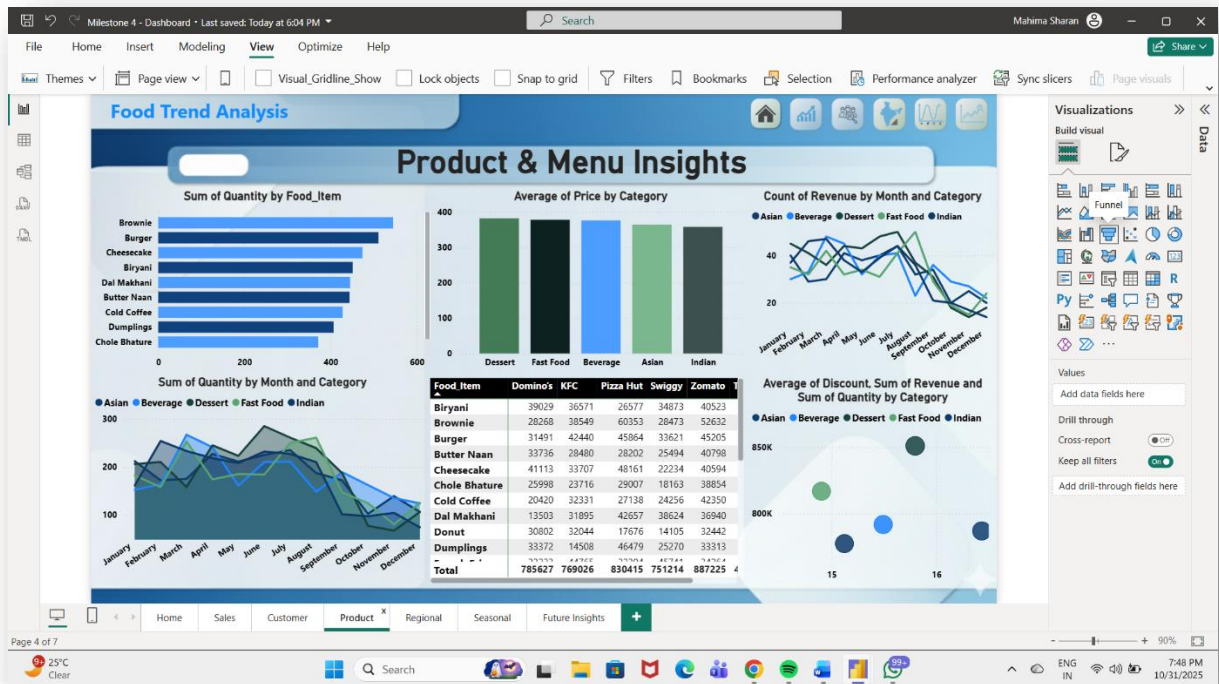 Milestone 4 - Dashboard • Last saved: Today at 6:04 PM
Search
Mahima Sharan
File Home Insert Modeling View Optimize Help
Share
Themes Page view Visual_Gridline_Show Lock objects Snap to grid Filters Bookmarks Selection Performance analyzer Sync slicers Page visuals
Food Trend Analysis
Product & Menu Insights
Sum of Quantity by Food_Item
Brownie
Burger
Cheesecake
Biryani
Dal Makhani
Butter Naan
Cold Coffee
Dumplings
Chole Bhature
0 200 400 600
Average of Price by Category
400
300
200
100
0
Dessert Fast Food Beverage Asian Indian
Count of Revenue by Month and Category
Asian Beverage Dessert Fast Food Indian
40
20
January February March April May June July August September October November December
Sum of Quantity by Month and Category
Asian Beverage Dessert Fast Food Indian
300
200
100
January February March April May June July August September October November December
Food_Item Domino's KFC Pizza Hut Swiggy Zomato T
Biryani 39029 36571 26577 34873 40523
Brownie 28268 38549 60353 28473 52632
Burger 31491 42440 45864 33621 45205
Butter Naan 33736 28480 28202 25494 40798
Cheesecake 41113 33707 48161 22234 40594
Chole Bhature 25998 23716 29007 18163 38854
Cold Coffee 20420 32331 27138 24256 42350
Dal Makhani 13503 31895 42657 38624 36940
Donut 30802 32044 17676 14105 32442
Dumplings 33372 14508 46479 25270 33313
Total 785627 769026 830415 751214 887225 4
Average of Discount, Sum of Revenue and
Sum of Quantity by Category
Asian Beverage Dessert Fast Food Indian
850K
800K
15 16
Visualizations
Data
Build visual
Funnel
R
Py
Values
Add data fields here
Drill through
Cross-report Off
Keep all filters On
Add drill-through fields here
Home Sales Customer Product x Regional Seasonal Future Insights +
Page 4 of 7
- + 90%
9+
25°C
Clear
Search
99+
ENG
IN
7:48 PM
10/31/2025